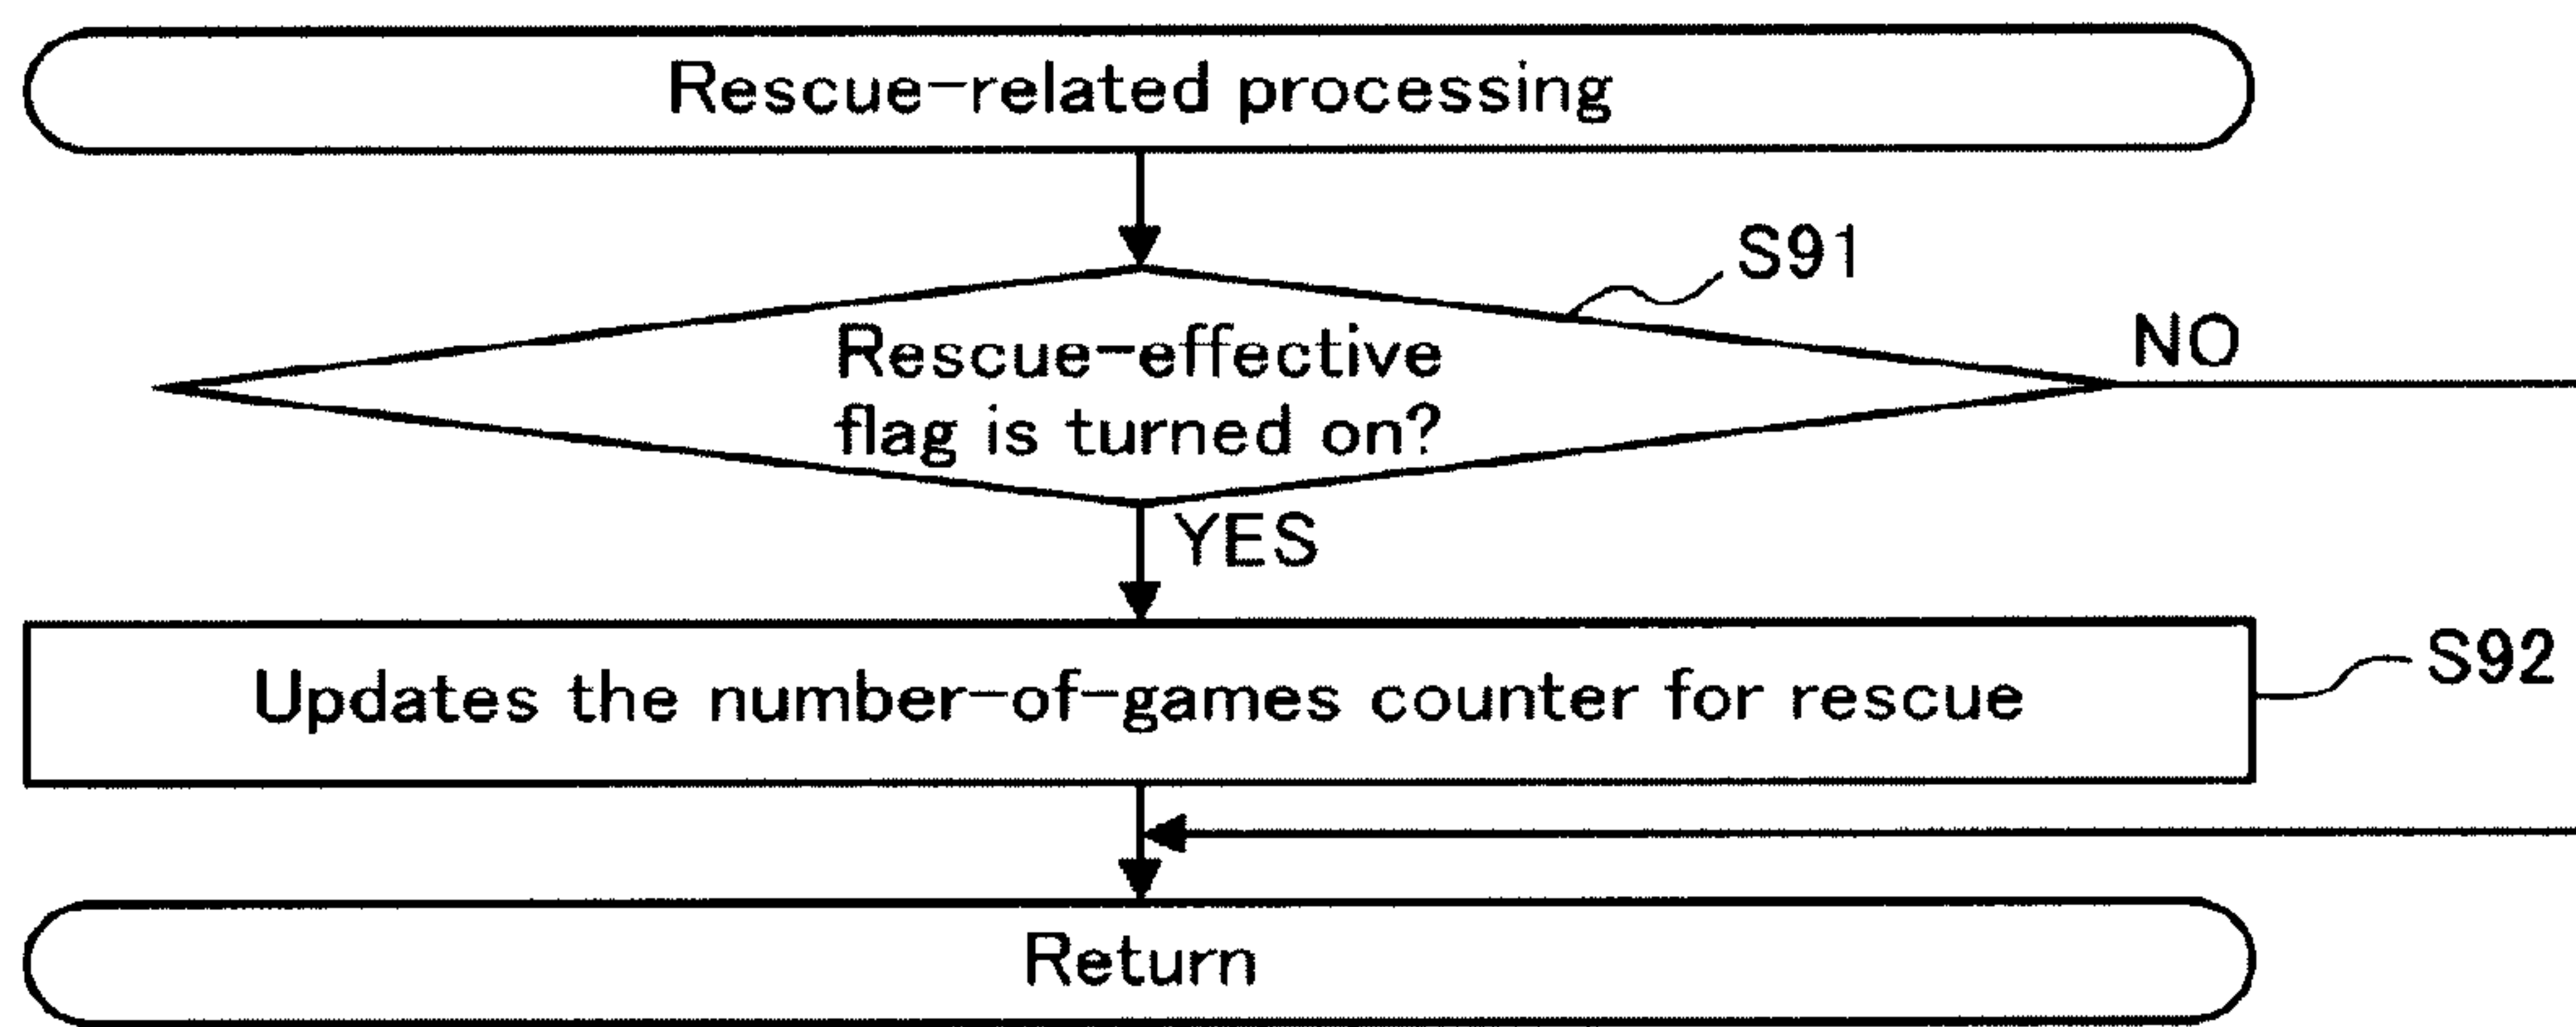 Rescue-related processing
S91
NO
Rescue-effective
flag is turned on?
YES
Updates the number-of-games counter for rescue
S92
Return